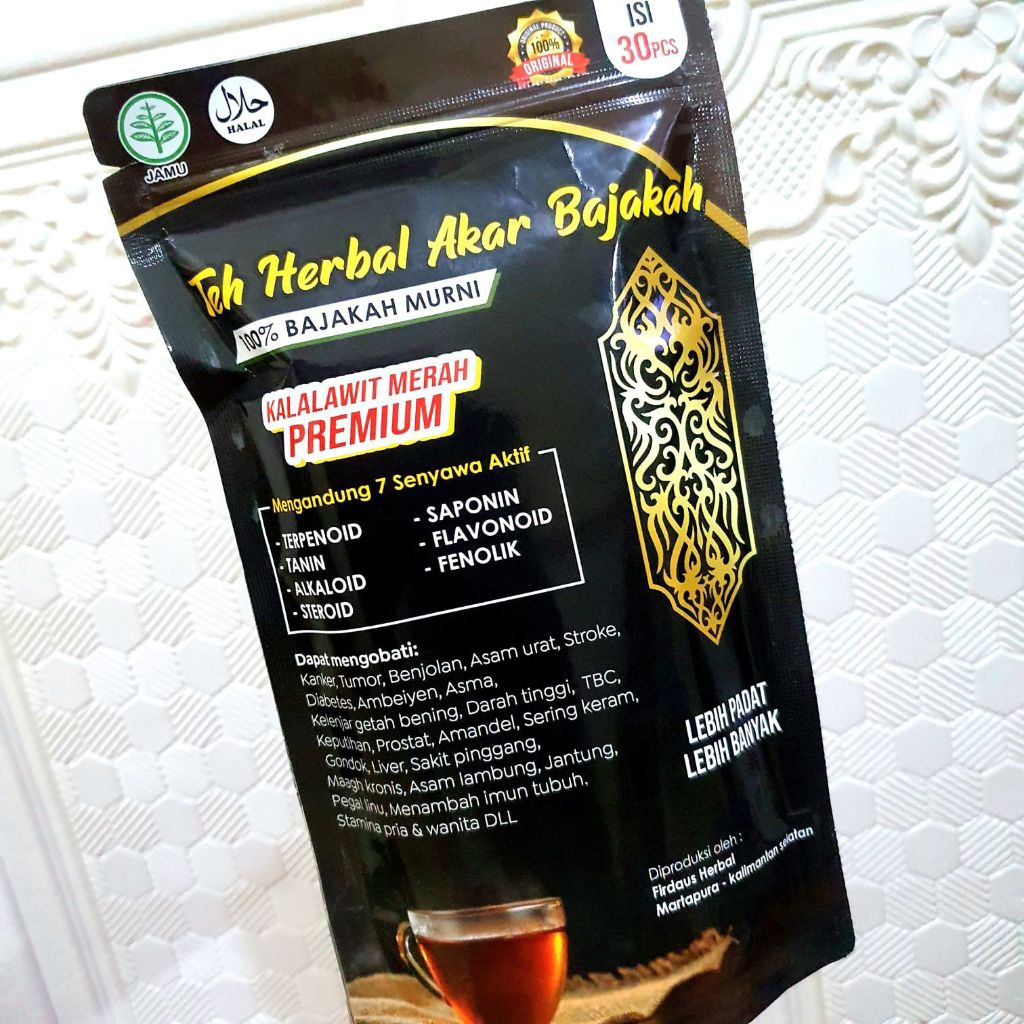 ISI
30PCS
ORIGINAL PRODUCT
100%
ORIGINAL
حلال
HALAL
JAMU
Teh Herbal Akar Bajakah
100% BAJAKAH MURNI
KALALAWIT MERAH
PREMIUM
Mengandung 7 Senyawa Aktif
- TERPENOID
- TANIN
- ALKALOID
- STEROID
- SAPONIN
- FLAVONOID
- FENOLIK
Dapat mengobati:
Kanker, Tumor, Benjolan, Asam urat, Stroke,
Diabetes, Ambeiyen, Asma,
Kelenjar getah bening, Darah tinggi, TBC,
Keputihan, Prostat, Amandel, Sering keram,
Gondok, Liver, Sakit pinggang,
Maagh kronis, Asam lambung, Jantung,
Pegal linu, Menambah imun tubuh,
Stamina pria & wanita DLL
LEBIH PADAT
LEBIH BANYAK
Diproduksi oleh :
Firdaus Herbal
Martapura - kalimantan selatan